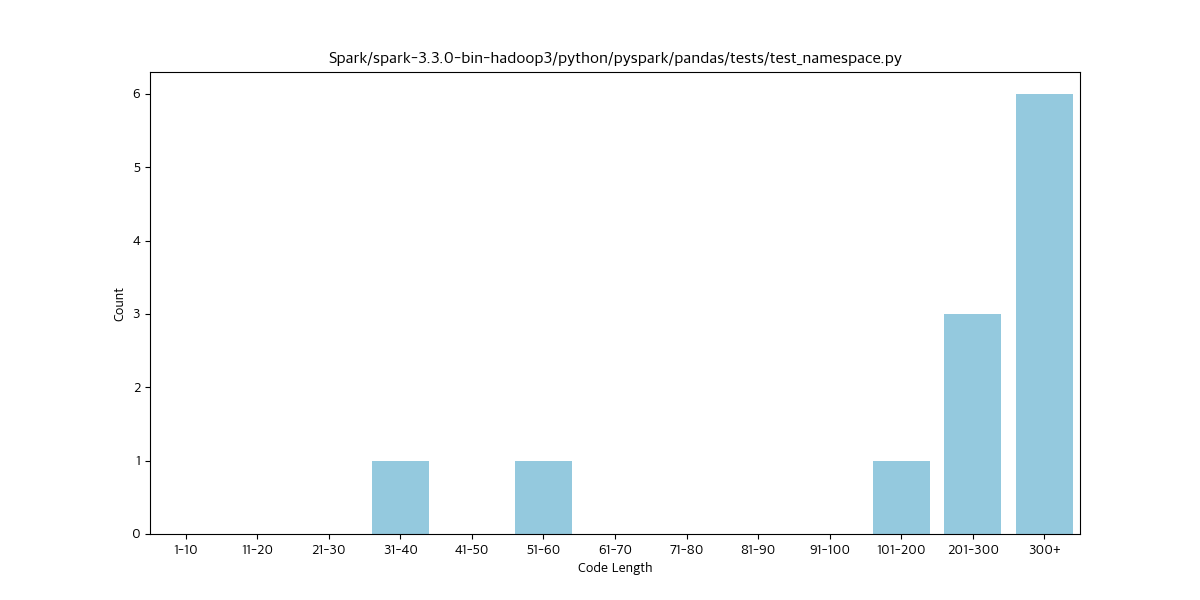 Spark/spark-3.3.0-bin-hadoop3/python/pyspark/pandas/tests/test_namespace.py
6
5
4
3
2
1
0
Count
1-10 11-20 21-30 31-40 41-50 51-60 61-70 71-80 81-90 91-100 101-200 201-300 300+
Code Length